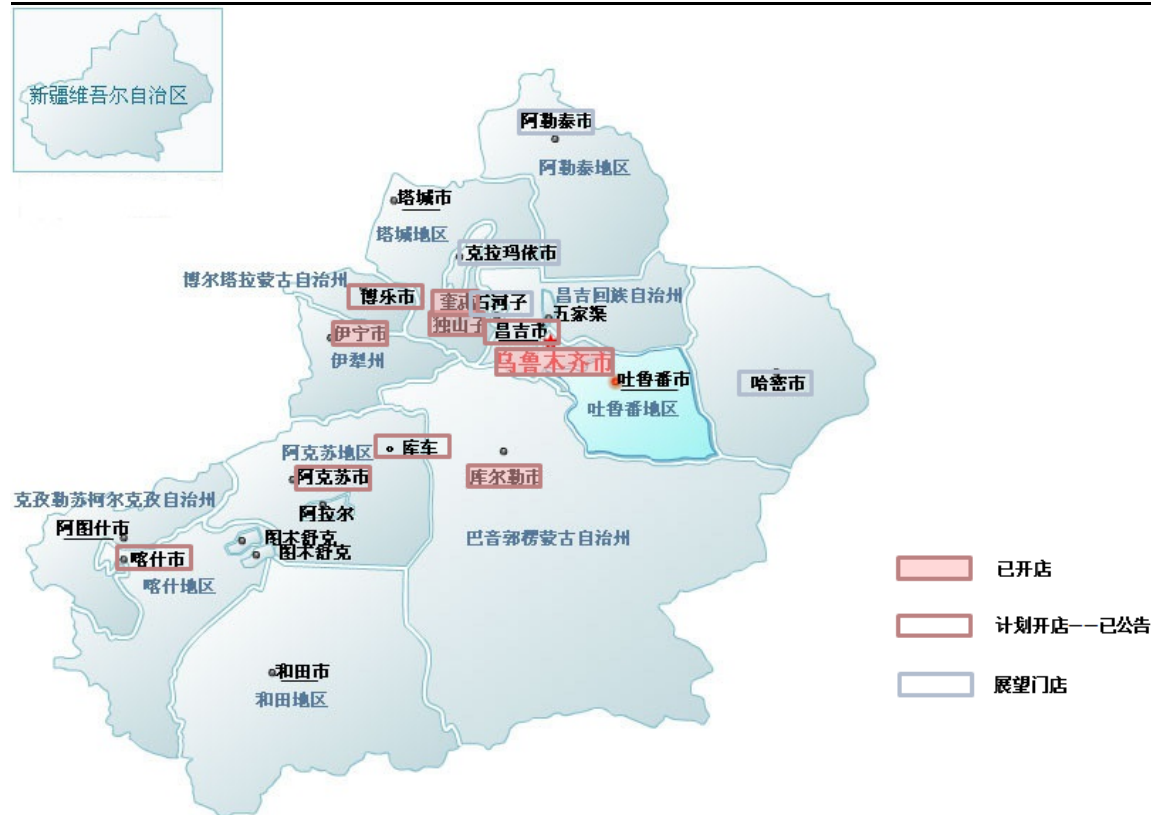 新疆维吾尔自治区
阿勒泰市
阿勒泰地区
塔城市
塔城地区
克拉玛依市
博尔塔拉蒙古自治州
博乐市
石河子
昌吉回族自治州
五家渠
独山子
昌吉市
伊宁市
伊犁州
乌鲁木齐市
吐鲁番市
吐鲁番地区
哈密市
阿克苏地区
库车
阿克苏市
库尔勒市
克孜勒苏柯尔克孜自治州
阿拉尔
阿图什市
图木舒克
图木舒克
巴音郭楞蒙古自治州
喀什市
喀什地区
已开店
计划开店——已公告
展望门店
和田市
和田地区